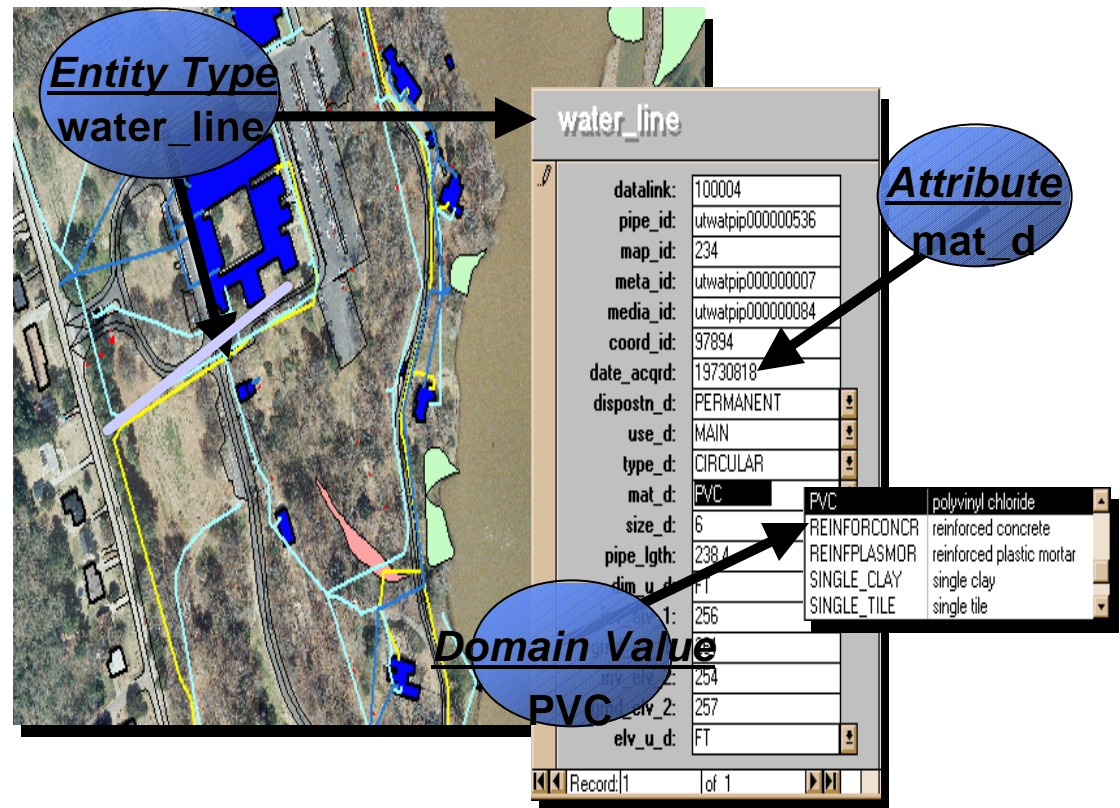 Entity Type
water_line
water_line
Attribute
mat_d
datalink: 100004
pipe_id: utwatpip000000536
map_id: 234
meta_id: utwatpip000000007
media_id: utwatpip000000084
coord_id: 97894
date_acqrd: 19730818
dispostn_d: PERMANENT
use_d: MAIN
type_d: CIRCULAR
mat_d: PVC
size_d: 6
pipe_lgth: 238.4
dim_u_d: FT
256
inv_elv_2: 254
elv_2: 257
elv_u_d: FT
PVC polyvinyl chloride
REINFORCONCR reinforced concrete
REINFPLASMOR reinforced plastic mortar
SINGLE_CLAY single clay
SINGLE_TILE single tile
Domain Value
PVC
Record: 1 of 1